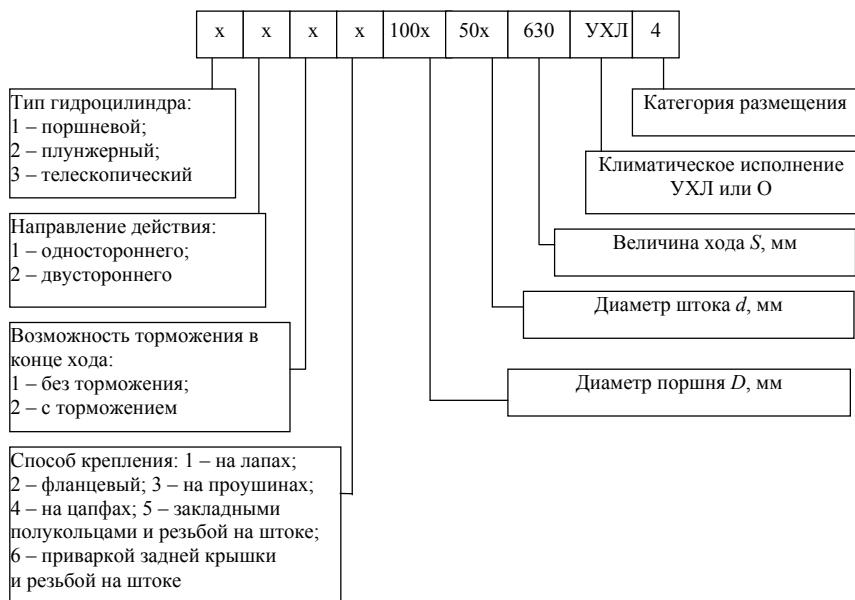 х х х х 100х 50х 630 УХЛ 4
Тип гидроцилиндра:
1 – поршневой;
2 – плунжерный;
3 – телескопический
Направление действия:
1 – одностороннего;
2 – двустороннего
Возможность торможения в
конце хода:
1 – без торможения;
2 – с торможением
Способ крепления: 1 – на лапах;
2 – фланцевый; 3 – на проушинах;
4 – на цапфах; 5 – закладными
полукольцами и резьбой на штоке;
6 – приваркой задней крышки
и резьбой на штоке
Категория размещения
Климатическое исполнение
УХЛ или О
Величина хода S, мм
Диаметр штока d, мм
Диаметр поршня D, мм